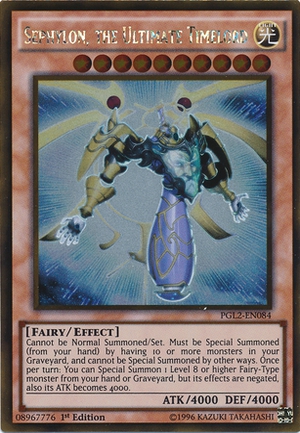 Sephylon, the Ultimate Timelord
LIGHT
光
PGL2-EN084
[FAIRY/EFFECT]
Cannot be Normal Summoned/Set. Must be Special Summoned
(from your hand) by having 10 or more monsters in your
Graveyard, and cannot be Special Summoned by other ways. Once
per turn: You can Special Summon 1 Level 8 or higher Fairy-Type
monster from your hand or Graveyard, but its effects are negated,
also its ATK becomes 4000.
ATK/4000 DEF/4000
08967776 1st Edition ©1996 KAZUKI TAKAHASHI